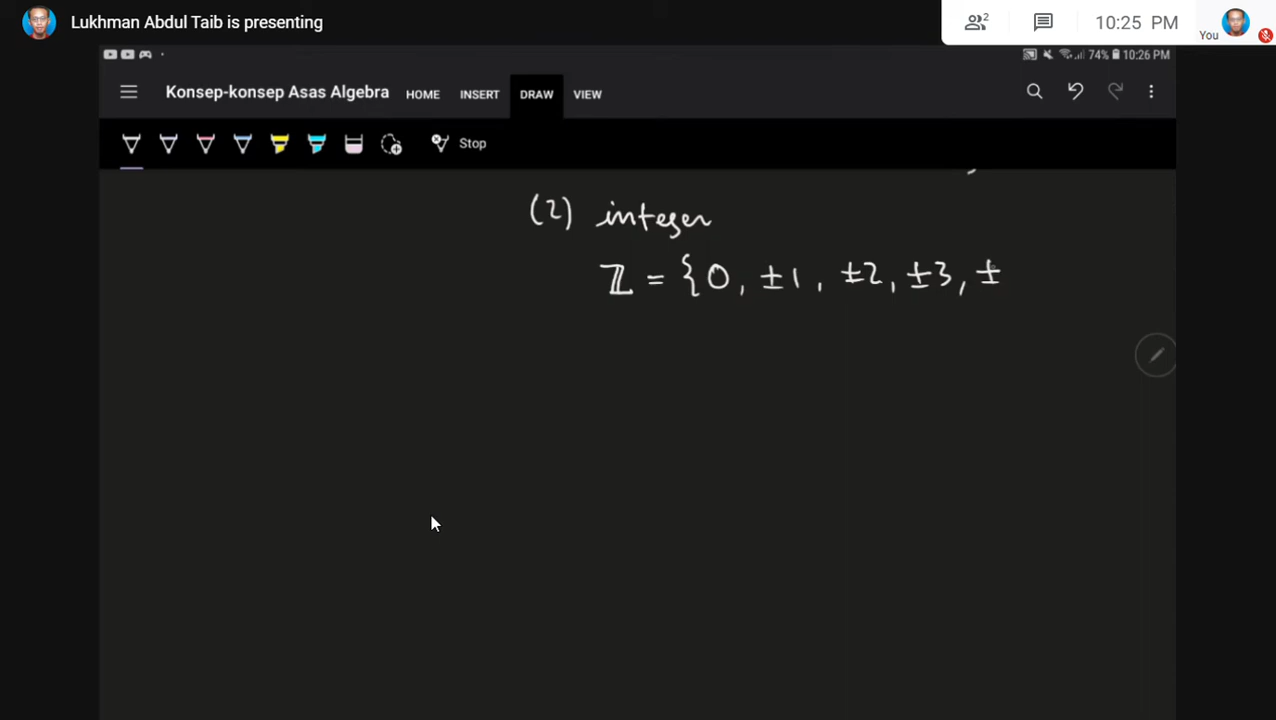 Lukhman Abdul Taib is presenting
2
10:25 PM
You
74% 10:26 PM
Konsep-konsep Asas Algebra HOME INSERT DRAW VIEW
Stop
(2) integer
ℤ = {0, ±1, ±2, ±3, ±